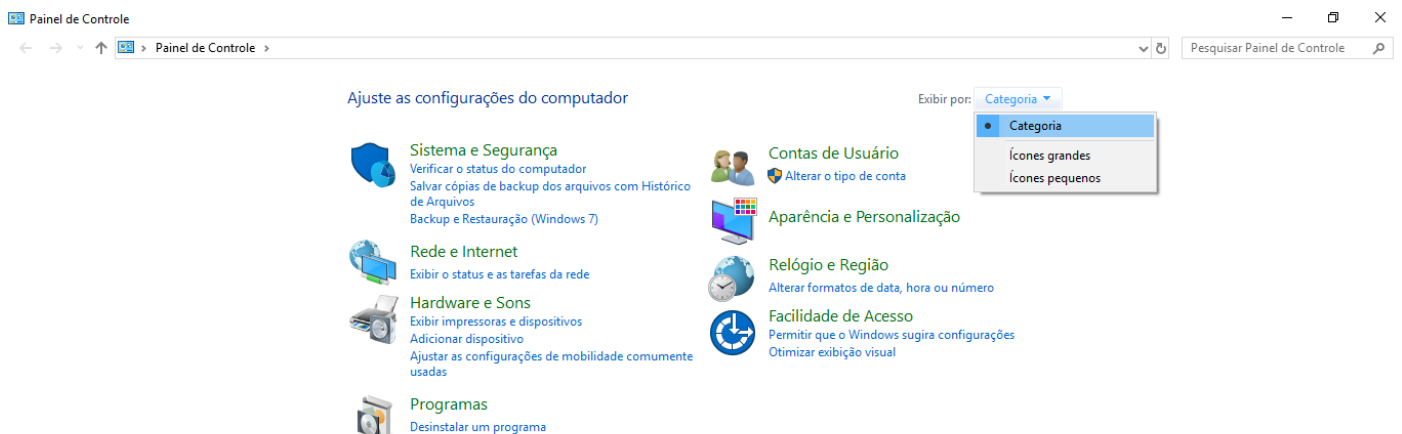 Painel de Controle
Painel de Controle
Pesquisar Painel de Controle
Ajuste as configurações do computador
Exibir por: Categoria
Categoria
Ícones grandes
Ícones pequenos
Sistema e Segurança
Verificar o status do computador
Salvar cópias de backup dos arquivos com Histórico
de Arquivos
Backup e Restauração (Windows 7)
Rede e Internet
Exibir o status e as tarefas da rede
Hardware e Sons
Exibir impressoras e dispositivos
Adicionar dispositivo
Ajustar as configurações de mobilidade comumente
usadas
Programas
Desinstalar um programa
Contas de Usuário
Alterar o tipo de conta
Aparência e Personalização
Relógio e Região
Alterar formatos de data, hora ou número
Facilidade de Acesso
Permitir que o Windows sugira configurações
Otimizar exibição visual